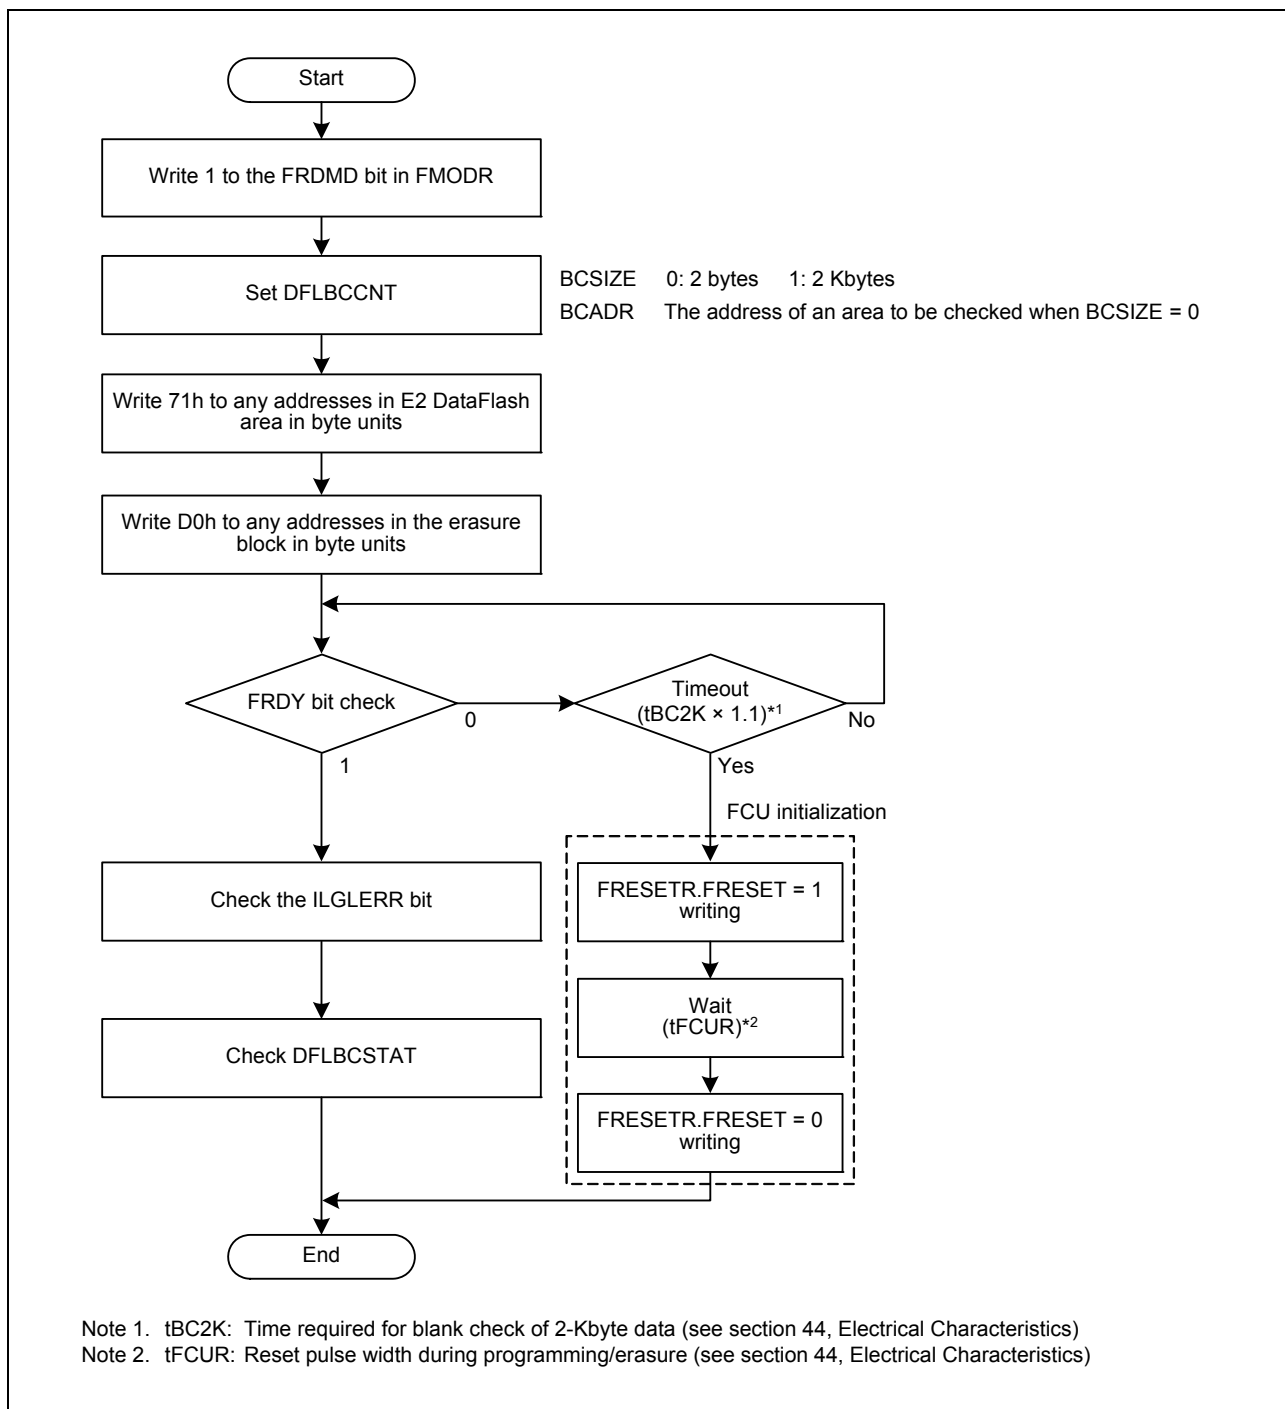 Start
Write 1 to the FRDMD bit in FMODR
Set DFLBCCNT
BCSIZE 0: 2 bytes 1: 2 Kbytes
BCADR The address of an area to be checked when BCSIZE = 0
Write 71h to any addresses in E2 DataFlash
area in byte units
Write D0h to any addresses in the erasure
block in byte units
FRDY bit check
0
1
Timeout
(tBC2K × 1.1)*1
No
Yes
FCU initialization
Check the ILGLERR bit
FRESETR.FRESET = 1
writing
Wait
(tFCUR)*2
Check DFLBCSTAT
FRESETR.FRESET = 0
writing
End
Note 1. tBC2K: Time required for blank check of 2-Kbyte data (see section 44, Electrical Characteristics)
Note 2. tFCUR: Reset pulse width during programming/erasure (see section 44, Electrical Characteristics)